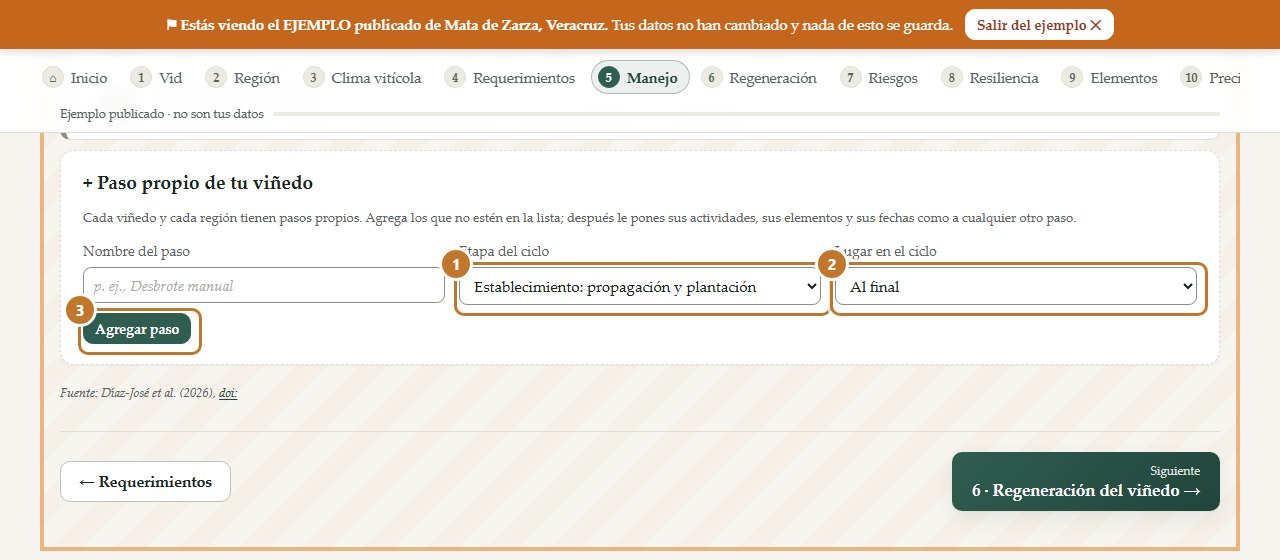 ⚑ Estás viendo el EJEMPLO publicado de Mata de Zarza, Veracruz. Tus datos no han cambiado y nada de esto se guarda. Salir del ejemplo ✕
⌂ Inicio 1 Vid 2 Región 3 Clima vitícola 4 Requerimientos 5 Manejo 6 Regeneración 7 Riesgos 8 Resiliencia 9 Elementos 10 Preci
Ejemplo publicado · no son tus datos
+ Paso propio de tu viñedo
Cada viñedo y cada región tienen pasos propios. Agrega los que no estén en la lista; después le pones sus actividades, sus elementos y sus fechas como a cualquier otro paso.
Nombre del paso Etapa del ciclo Lugar en el ciclo
1 2
p. ej., Desbrote manual Establecimiento: propagación y plantación Al final
3
Agregar paso
Fuente: Díaz-José et al. (2026), doi:
← Requerimientos
Siguiente
6 · Regeneración del viñedo →